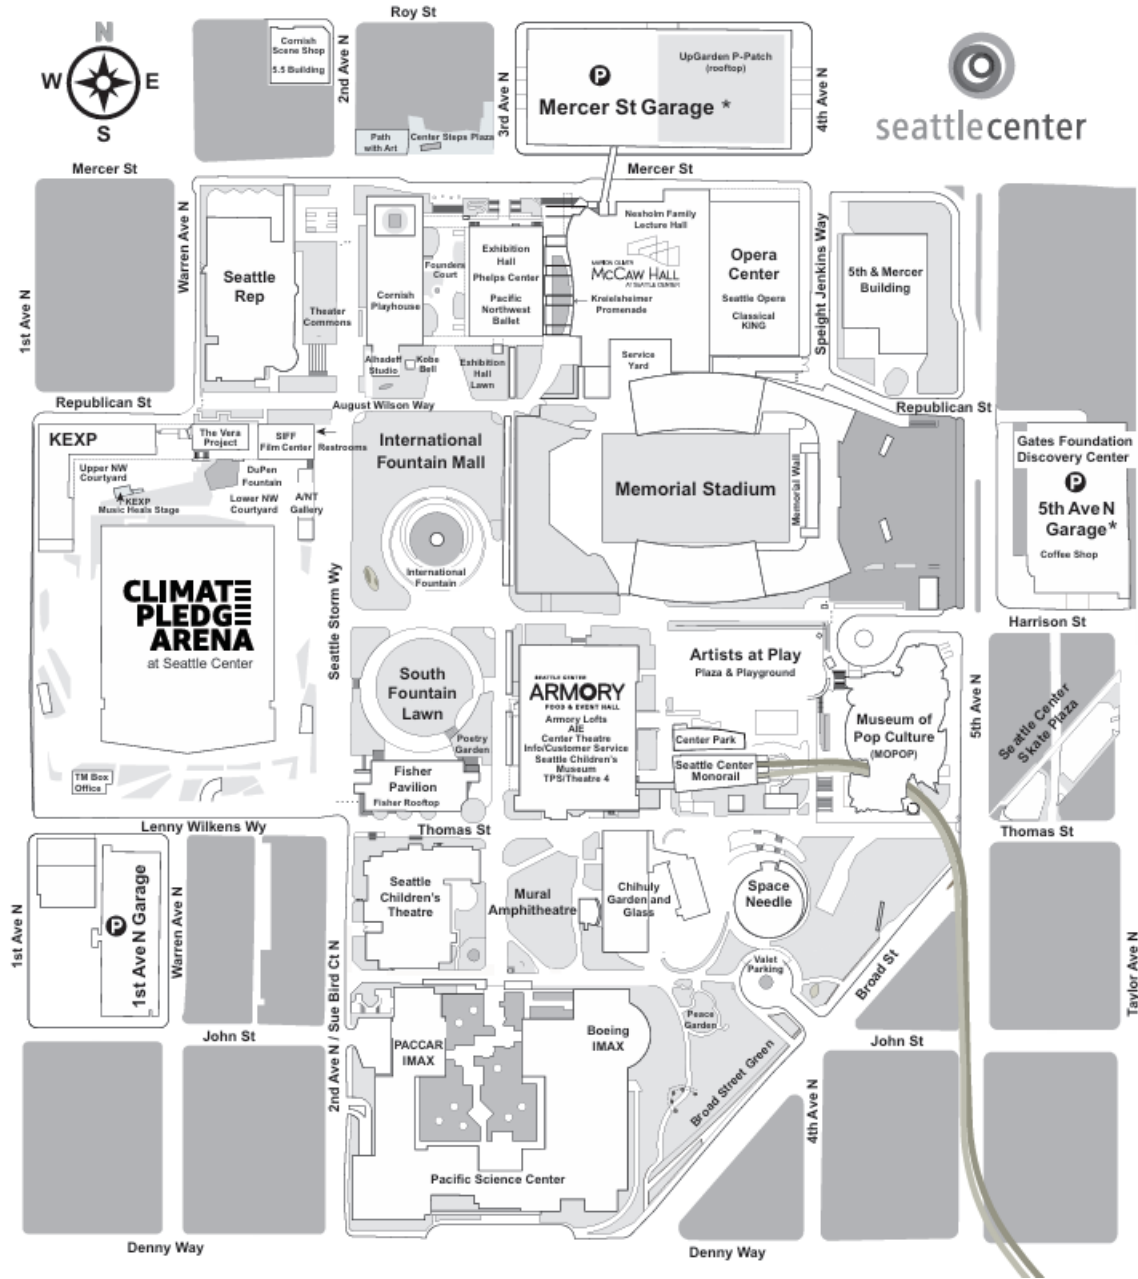 Roy St
N
W
E
S
Cornish
Scene Shop
5.5 Building
2nd Ave N
Path
with Art
Center Steps Plaza
3rd Ave N
UpGarden P-Patch
(rooftop)
P
Mercer St Garage *
4th Ave N
seattlecenter
Mercer St
Mercer St
1st Ave N
Warren Ave N
Seattle
Rep
Theater
Commons
Cornish
Playhouse
Founders
Court
Exhibition
Hall
Phelps Center
Pacific
Northwest
Ballet
Nesholm Family
Lecture Hall
MARION OLIVER
McCAW HALL
AT SEATTLE CENTER
Kreielsheimer
Promenade
Opera
Center
Seattle Opera
Classical
KING
Speight Jenkins Way
5th & Mercer
Building
Alhadeff
Studio
Kobe
Bell
Exhibition
Hall
Lawn
Service
Yard
Republican St
August Wilson Way
Republican St
KEXP
The Vera
Project
SIFF
Film Center
Restrooms
Upper NW
Courtyard
KEXP
Music Heals Stage
DuPen
Fountain
Lower NW
Courtyard
A/NT
Gallery
International
Fountain Mall
International
Fountain
Memorial Stadium
Memorial Wall
Gates Foundation
Discovery Center
P
5th Ave N
Garage*
Coffee Shop
CLIMATE
PLEDGE
ARENA
at Seattle Center
Seattle Storm Wy
Harrison St
South
Fountain
Lawn
Poetry
Garden
SEATTLE CENTER
ARMORY
FOOD & EVENT HALL
Armory Lofts
AIE
Center Theatre
Info/Customer Service
Seattle Children's
Museum
TPS/Theatre 4
Artists at Play
Plaza & Playground
Center Park
Seattle Center
Monorail
Museum of
Pop Culture
(MOPOP)
5th Ave N
Seattle Center
Skate Plaza
TM Box
Office
Fisher
Pavilion
Fisher Rooftop
Lenny Wilkens Wy
Thomas St
Thomas St
1st Ave N
P
1st Ave N Garage
Warren Ave N
Seattle
Children's
Theatre
Mural
Amphitheatre
Chihuly
Garden and
Glass
Space
Needle
Valet
Parking
Broad St
Taylor Ave N
2nd Ave N / Sue Bird Ct N
John St
PACCAR
IMAX
Boeing
IMAX
Peace
Garden
Broad Street Green
John St
4th Ave N
Pacific Science Center
Denny Way
Denny Way